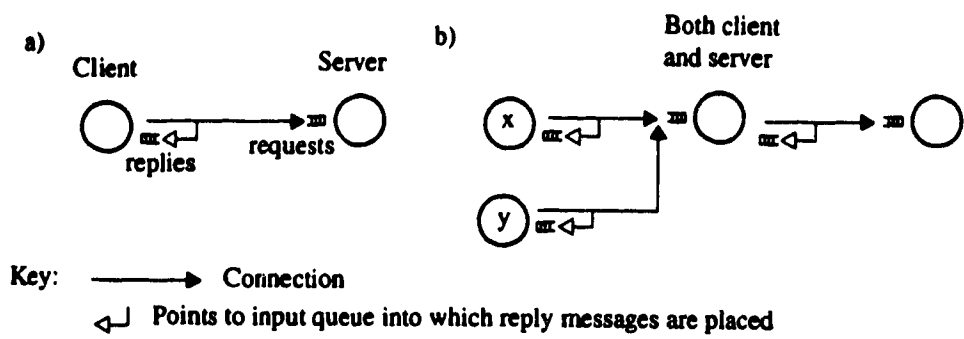 a)
Client
Server
replies
requests
b)
Both client
and server
x
y
Key:
Connection
Points to input queue into which reply messages are placed